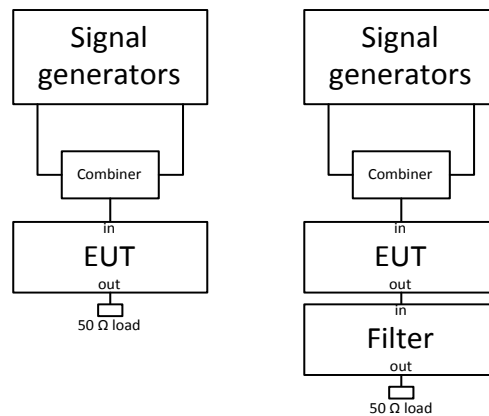 Signal
generators
Combiner
in
EUT
out
50 Ω load
Signal
generators
Combiner
in
EUT
out
in
Filter
out
50 Ω load